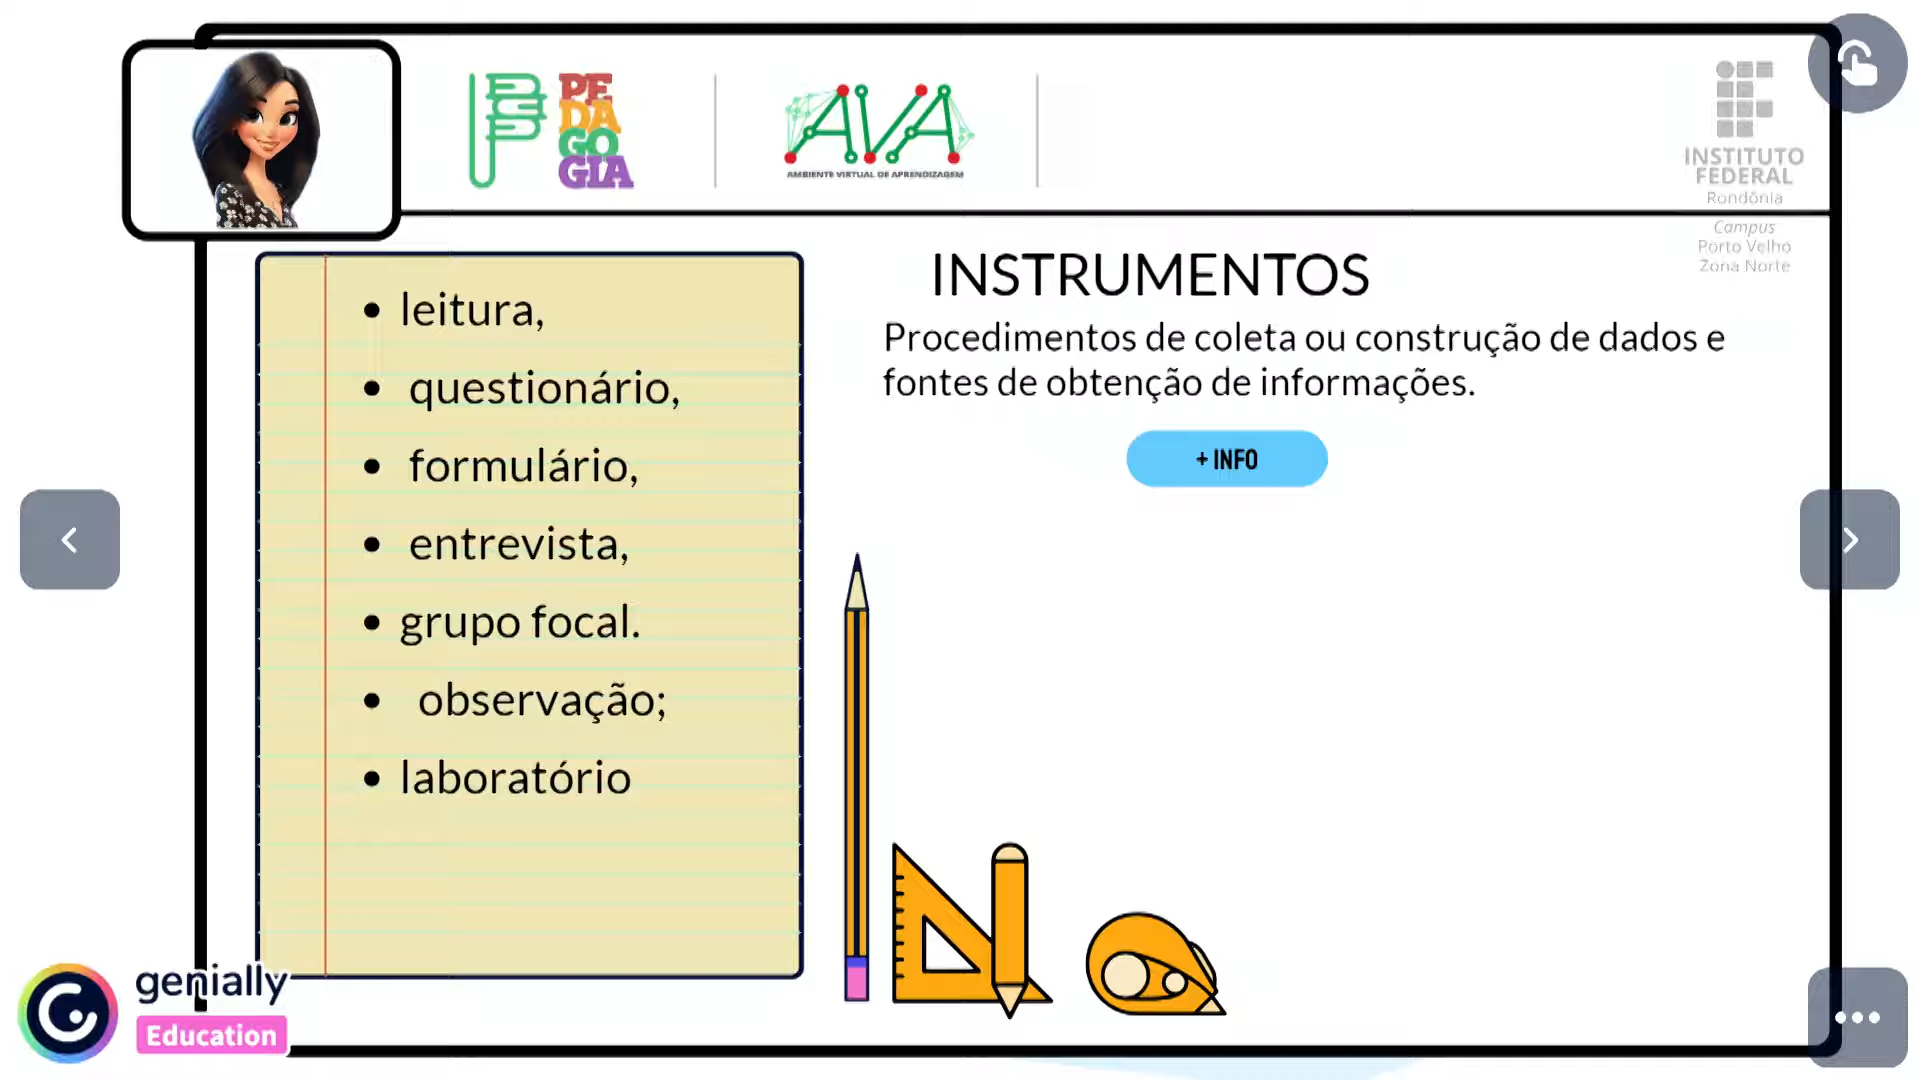 PE
DA
GO
GIA
AVA
AMBIENTE VIRTUAL DE APRENDIZAGEM
INSTITUTO
FEDERAL
Rondônia
Campus
Porto Velho
Zona Norte
• leitura,
• questionário,
• formulário,
• entrevista,
• grupo focal.
• observação;
• laboratório
INSTRUMENTOS
Procedimentos de coleta ou construção de dados e
fontes de obtenção de informações.
+ INFO
genially
Education